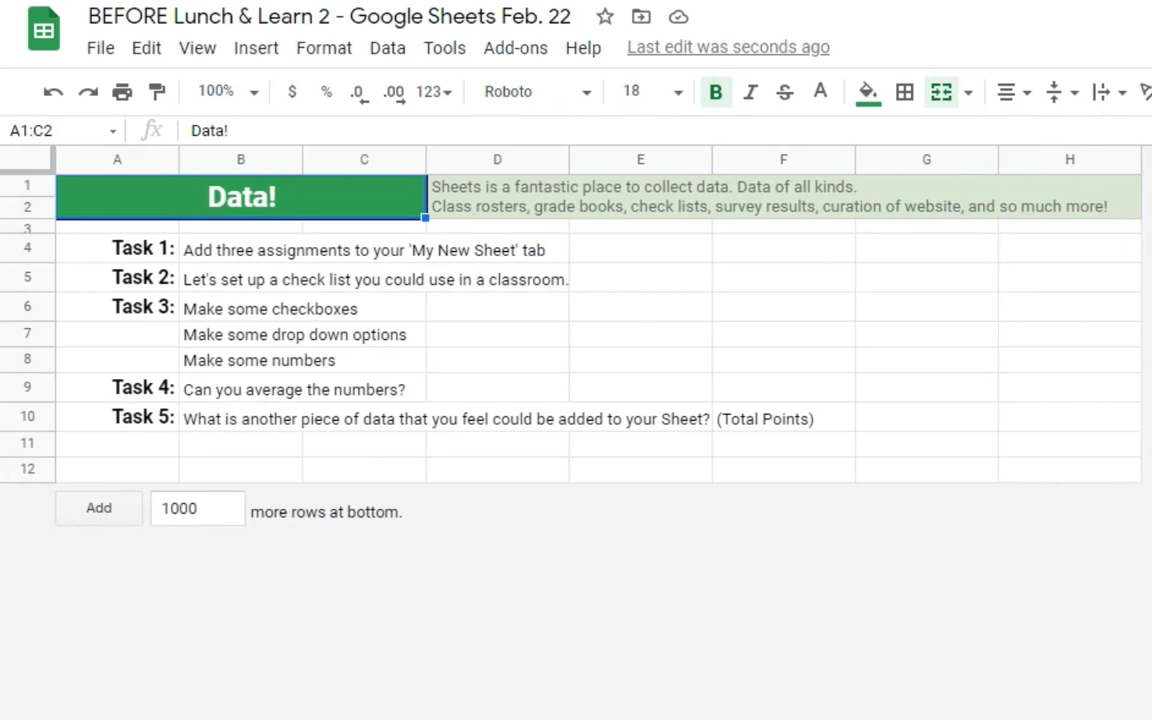 BEFORE Lunch & Learn 2 - Google Sheets Feb. 22
File Edit View Insert Format Data Tools Add-ons Help Last edit was seconds ago
100% $ % .0 .00 123 Roboto 18 B I S A
A1:C2 fx Data!
A B C D E F G H
1 Data! Sheets is a fantastic place to collect data. Data of all kinds.
2 Class rosters, grade books, check lists, survey results, curation of website, and so much more!
3
4 Task 1: Add three assignments to your 'My New Sheet' tab
5 Task 2: Let's set up a check list you could use in a classroom.
6 Task 3: Make some checkboxes
7 Make some drop down options
8 Make some numbers
9 Task 4: Can you average the numbers?
10 Task 5: What is another piece of data that you feel could be added to your Sheet? (Total Points)
11
12
Add 1000 more rows at bottom.